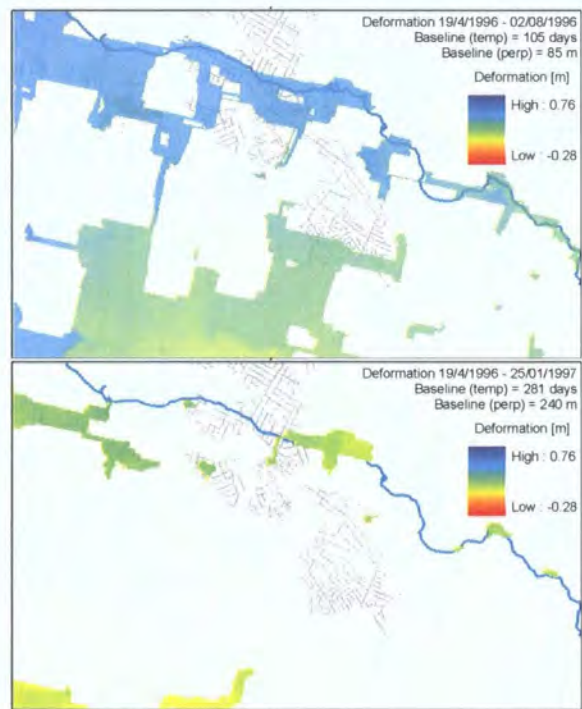 Deformation 19/4/1996 - 02/08/1996
Baseline (temp) = 105 days
Baseline (perp) = 85 m
Deformation [m]
High : 0.76
Low : -0.28
Deformation 19/4/1996 - 25/01/1997
Baseline (temp) = 281 days
Baseline (perp) = 240 m
Deformation [m]
High : 0.76
Low : -0.28